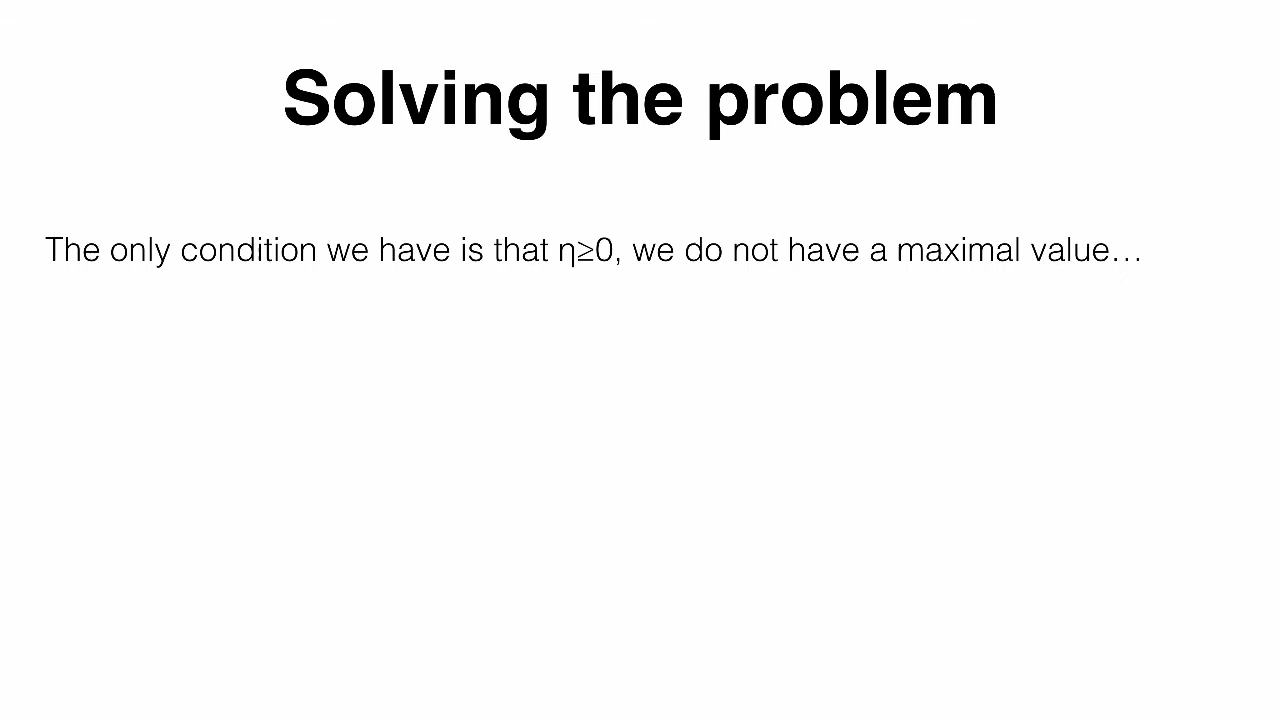 Solving the problem
The only condition we have is that η≥0, we do not have a maximal value…